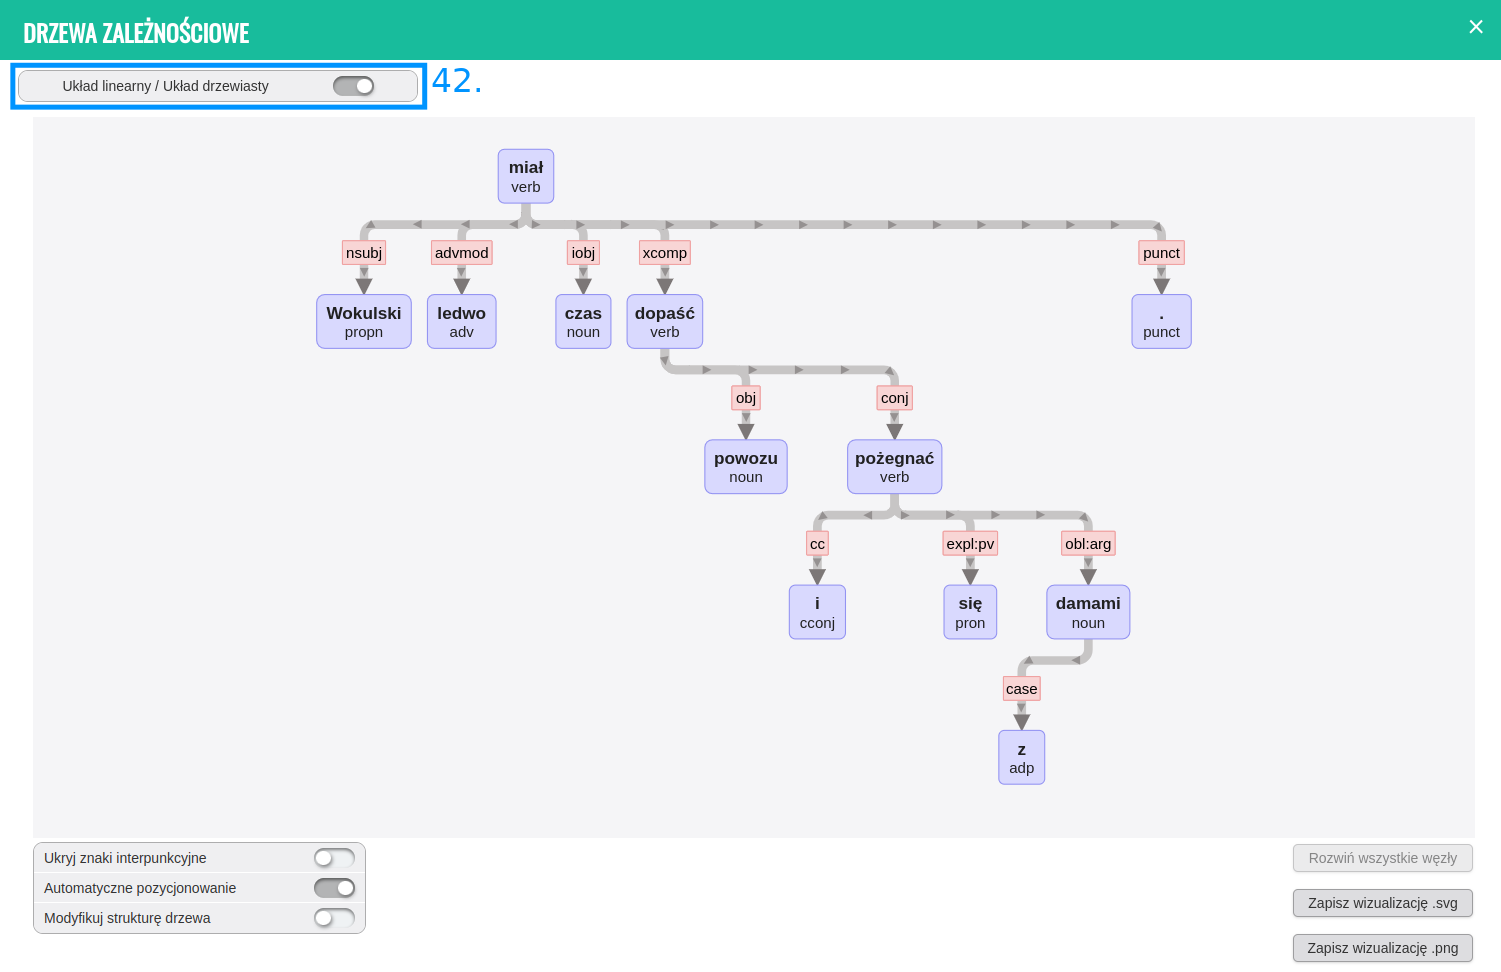 DRZEWA ZALEŻNOŚCIOWE
×
Układ linearny / Układ drzewiasty
42.
miał
verb
nsubj advmod iobj xcomp punct
Wokulski ledwo czas dopaść .
propn adv noun verb punct
obj conj
powozu pożegnać
noun verb
cc expl:pv obl:arg
i się damami
cconj pron noun
case
z
adp
Ukryj znaki interpunkcyjne
Automatyczne pozycjonowanie
Modyfikuj strukturę drzewa
Rozwiń wszystkie węzły
Zapisz wizualizację .svg
Zapisz wizualizację .png